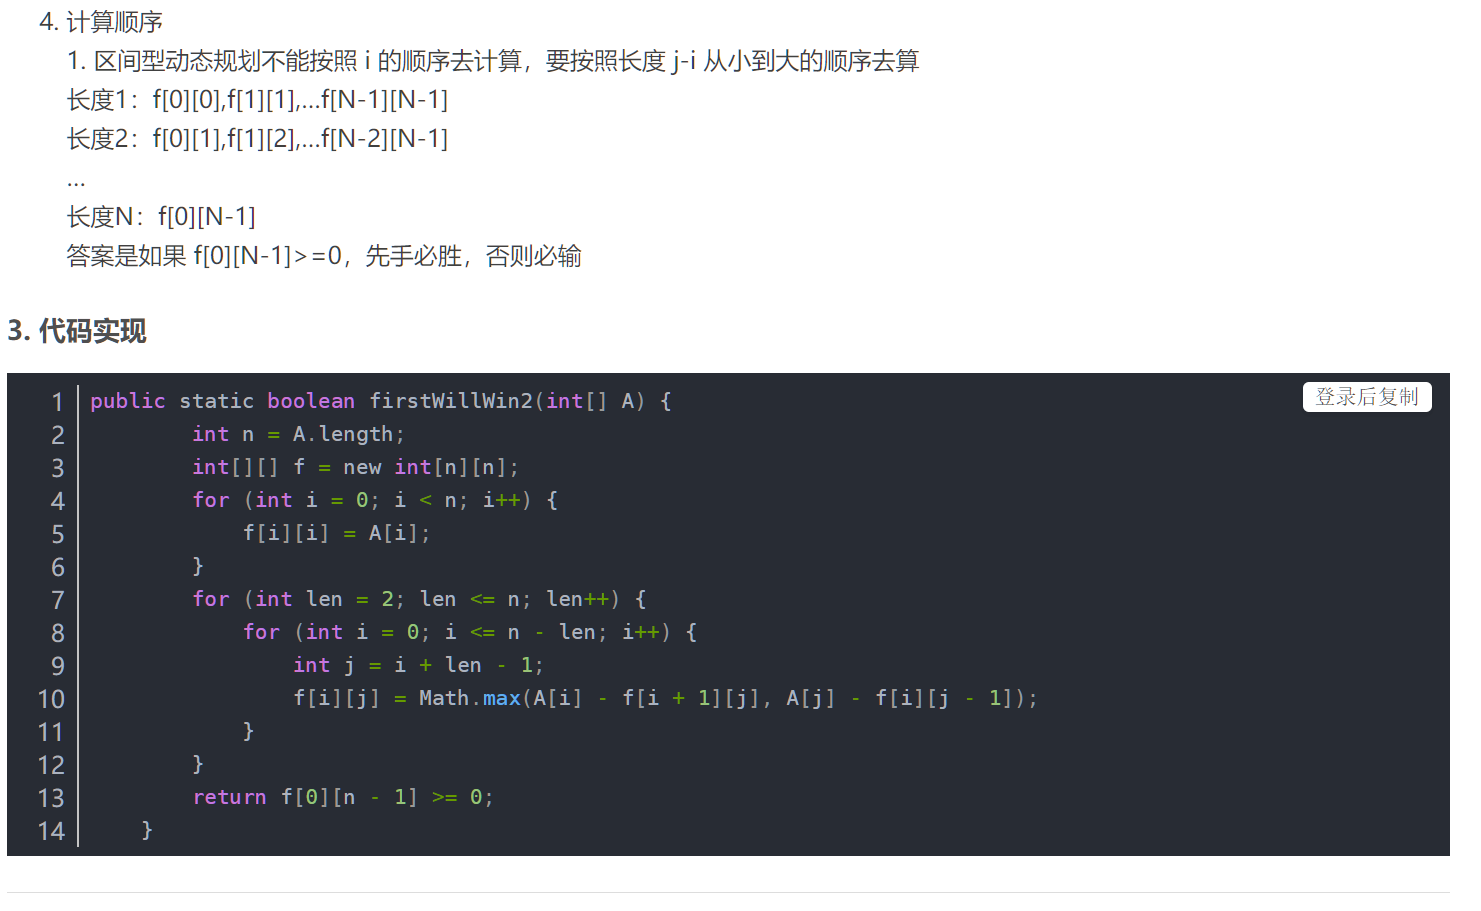 4. 计算顺序
1. 区间型动态规划不能按照 i 的顺序去计算，要按照长度 j-i 从小到大的顺序去算
长度1：f[0][0],f[1][1],...f[N-1][N-1]
长度2：f[0][1],f[1][2],...f[N-2][N-1]
...
长度N：f[0][N-1]
答案是如果 f[0][N-1]>=0，先手必胜，否则必输
3. 代码实现
登录后复制
1 public static boolean firstWillWin2(int[] A) {
2 int n = A.length;
3 int[][] f = new int[n][n];
4 for (int i = 0; i < n; i++) {
5 f[i][i] = A[i];
6 }
7 for (int len = 2; len <= n; len++) {
8 for (int i = 0; i <= n - len; i++) {
9 int j = i + len - 1;
10 f[i][j] = Math.max(A[i] - f[i + 1][j], A[j] - f[i][j - 1]);
11 }
12 }
13 return f[0][n - 1] >= 0;
14 }